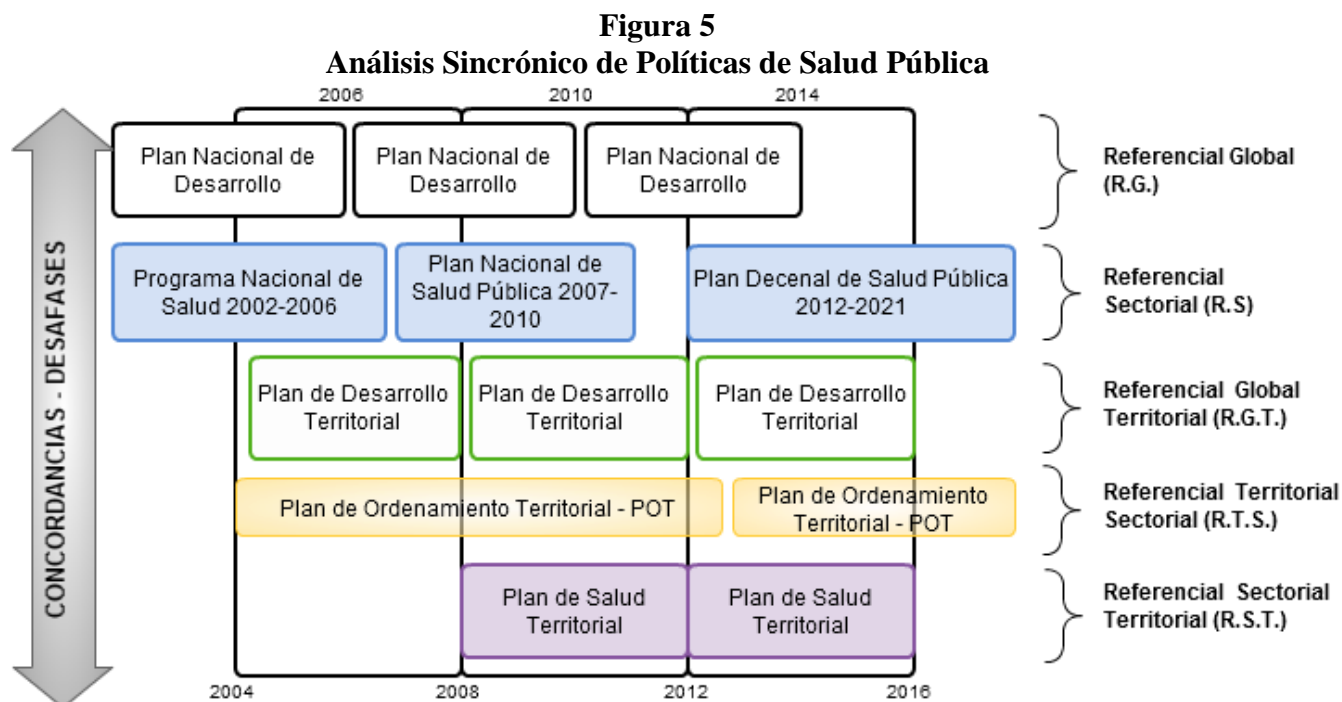 Figura 5
Análisis Sincrónico de Políticas de Salud Pública
2006
2010
2014
CONCORDANCIAS - DESAFASES
Plan Nacional de
Desarrollo
Plan Nacional de
Desarrollo
Plan Nacional de
Desarrollo
Referencial Global
(R.G.)
Programa Nacional de
Salud 2002-2006
Plan Nacional de
Salud Pública 2007-
2010
Plan Decenal de Salud Pública
2012-2021
Referencial
Sectorial (R.S)
Plan de Desarrollo
Territorial
Plan de Desarrollo
Territorial
Plan de Desarrollo
Territorial
Referencial Global
Territorial (R.G.T.)
Plan de Ordenamiento Territorial - POT
Plan de Ordenamiento
Territorial - POT
Referencial Territorial
Sectorial (R.T.S.)
Plan de Salud
Territorial
Plan de Salud
Territorial
Referencial Sectorial
Territorial (R.S.T.)
2004
2008
2012
2016